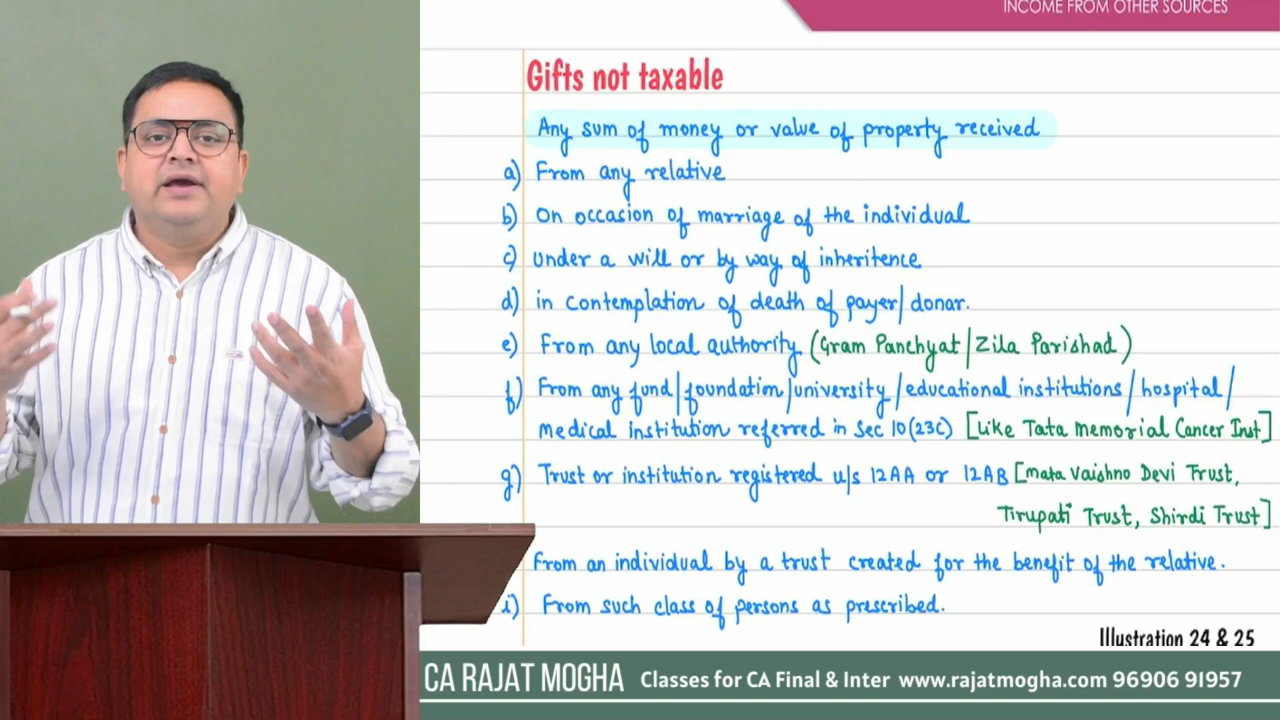 INCOME FROM OTHER SOURCES
Gifts not taxable
Any sum of money or value of property received
a) From any relative
b) On occasion of marriage of the individual
c) under a will or by way of inheritence
d) in contemplation of death of payer/donar.
e) From any local authority (Gram Panchyat/Zila Parishad)
f) From any fund/foundation/university/educational institutions/hospital/
medical institution referred in Sec 10(23C) [Like Tata Memorial Cancer Inst]
g) Trust or institution registered u/s 12AA or 12AB [mata Vaishno Devi Trust,
Tirupati Trust, Shirdi Trust]
From an individual by a trust created for the benefit of the relative.
i) From such class of persons as prescribed.
Illustration 24 & 25
CA RAJAT MOGHA Classes for CA Final & Inter www.rajatmogha.com 96906 91957